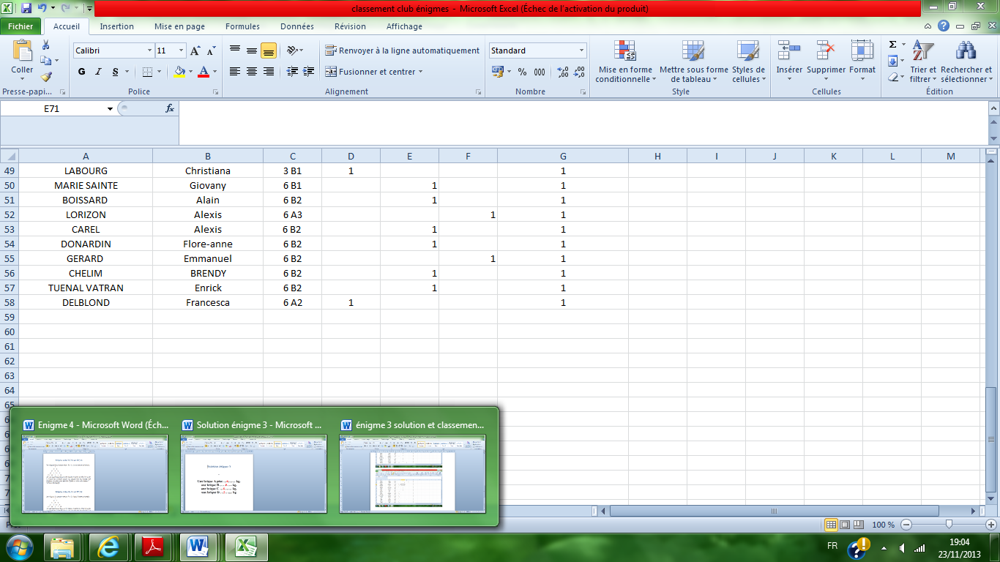 classement club énigmes - Microsoft Excel (Échec de l'activation du produit)
Fichier Accueil Insertion Mise en page Formules Données Révision Affichage
Coller
Presse-papi...
Calibri 11
G I S A
Police
Renvoyer à la ligne automatiquement
Fusionner et centrer
Alignement
Standard
% 000
Nombre
Mise en forme conditionnelle
Mettre sous forme de tableau
Styles de cellules
Style
Insérer Supprimer Format
Cellules
Σ
Trier et filtrer
Rechercher et sélectionner
Édition
E71 fx
A B C D E F G H I J K L M
49 LABOURG Christiana 3 B1 1 1
50 MARIE SAINTE Giovany 6 B1 1 1
51 BOISSARD Alain 6 B2 1 1
52 LORIZON Alexis 6 A3 1 1
53 CAREL Alexis 6 B2 1 1
54 DONARDIN Flore-anne 6 B2 1 1
55 GERARD Emmanuel 6 B2 1 1
56 CHELIM BRENDY 6 B2 1 1
57 TUENAL VATRAN Enrick 6 B2 1 1
58 DELBLOND Francesca 6 A2 1 1
59
60
61
62
63
64
65
Enigme 4 - Microsoft Word (Éch...
Solution énigme 3 - Microsoft ...
énigme 3 solution et classemen...
100 %
FR
19:04
23/11/2013